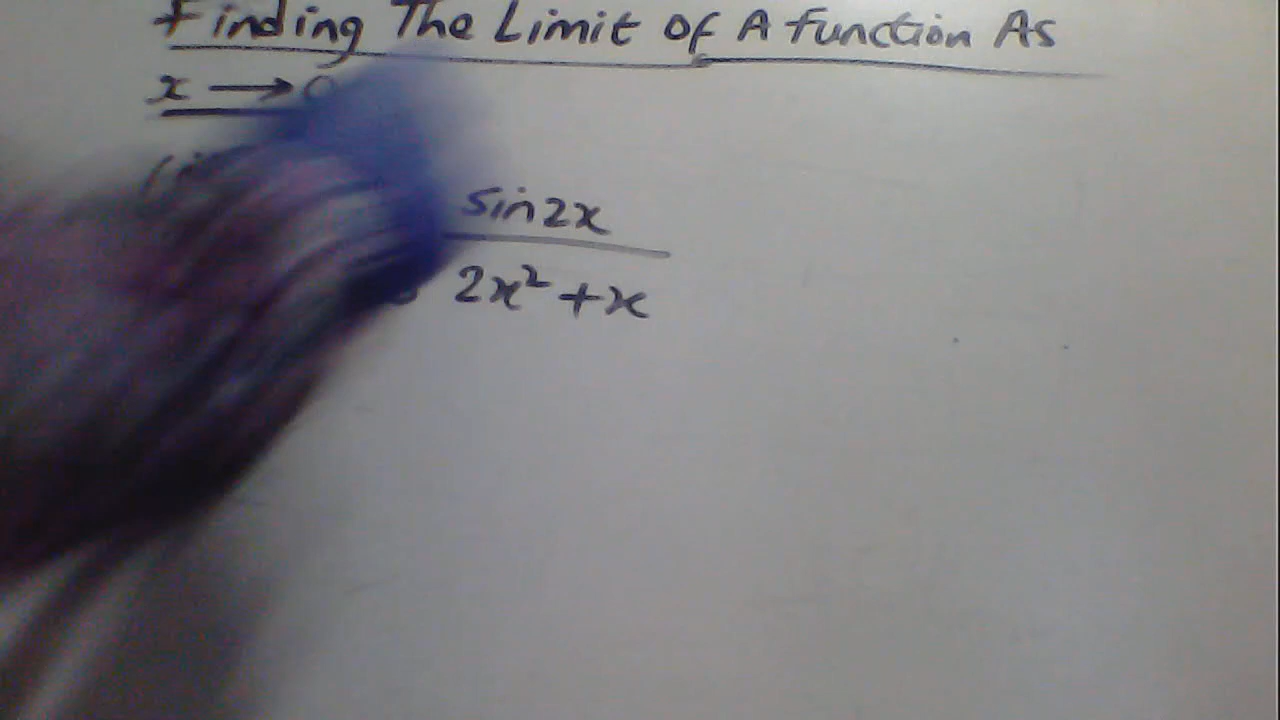 Finding The Limit Of A function As
x → 0
sin2x
2x² + x